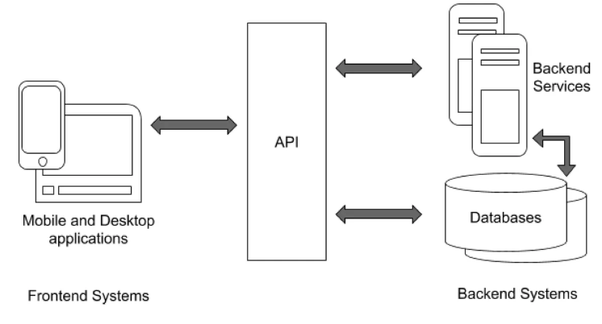 Backend
Services
API
Mobile and Desktop
applications
Databases
Frontend Systems
Backend Systems